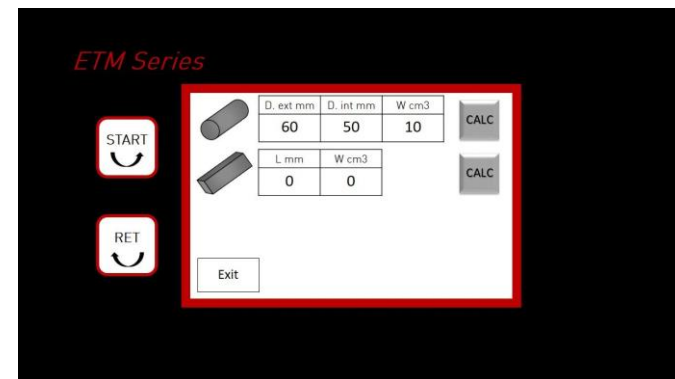 ETM Series
START
D. ext mm D. int mm W cm3
60 50 10
CALC
L mm W cm3
0 0
CALC
RET
Exit